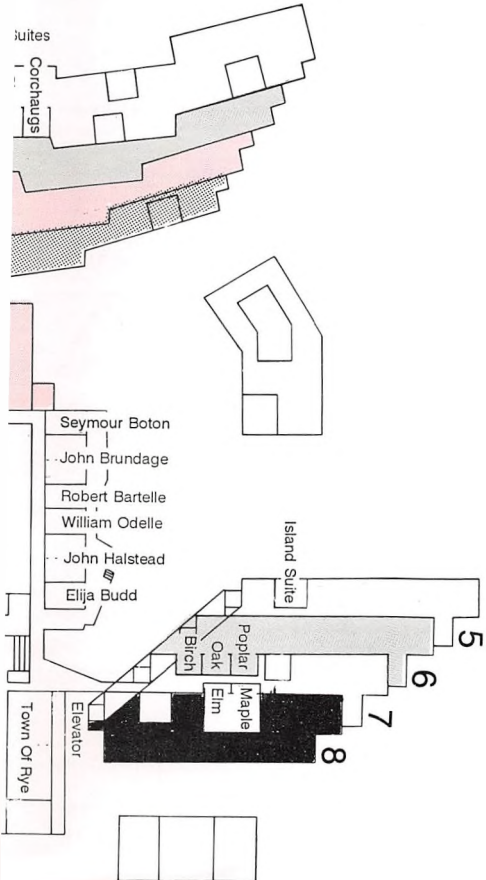 Suites
Corchaugs
Seymour Boton
John Brundage
Robert Bartelle
William Odelle
John Halstead
Elija Budd
Island Suite
Poplar
Oak
Birch
Maple
Elm
5
6
7
8
Elevator
Town Of Rye